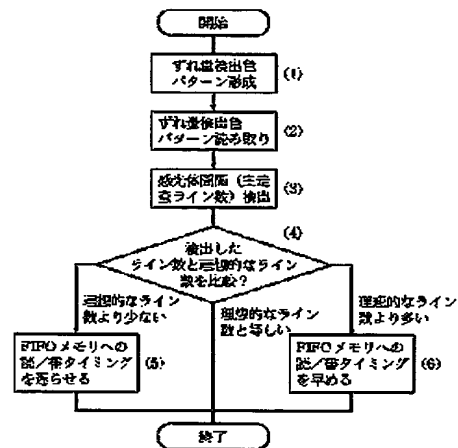 開始
ずれ量検出色
パターン形成
(1)
ずれ量検出色
パターン読み取り
(2)
感光体間隔（主走
査ライン数）検出
(3)
(4)
検出した
ライン数と理想的なライン
数を比較?
理想的なライン
数より少ない
理想的なライン
数と等しい
理想的なライン
数より多い
FIFOメモリへの
読／書タイミング
を遅らせる
(5)
FIFOメモリへの
読／書タイミング
を早める
(6)
終了